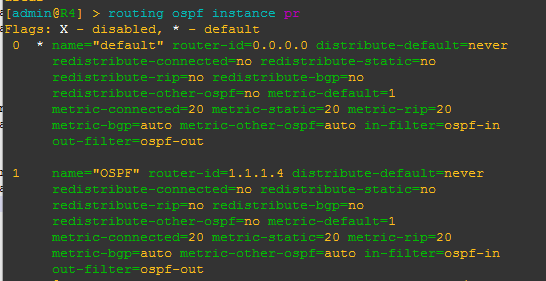 [admin@R4] > routing ospf instance pr
Flags: X - disabled, * - default
0 * name="default" router-id=0.0.0.0 distribute-default=never
redistribute-connected=no redistribute-static=no
redistribute-rip=no redistribute-bgp=no
redistribute-other-ospf=no metric-default=1
metric-connected=20 metric-static=20 metric-rip=20
metric-bgp=auto metric-other-ospf=auto in-filter=ospf-in
out-filter=ospf-out
1 name="OSPF" router-id=1.1.1.4 distribute-default=never
redistribute-connected=no redistribute-static=no
redistribute-rip=no redistribute-bgp=no
redistribute-other-ospf=no metric-default=1
metric-connected=20 metric-static=20 metric-rip=20
metric-bgp=auto metric-other-ospf=auto in-filter=ospf-in
out-filter=ospf-out